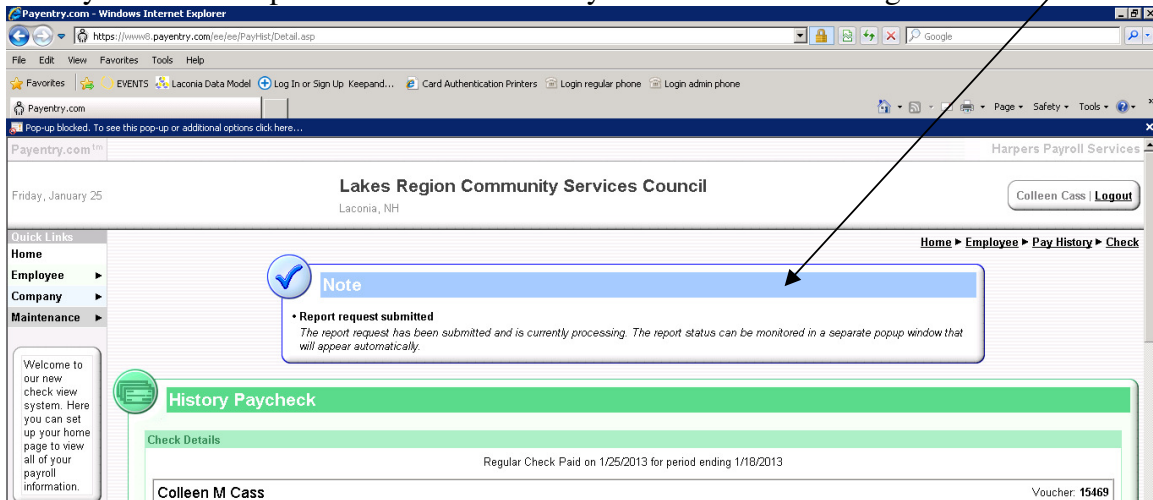 Payentry.com - Windows Internet Explorer
https://www8.payentry.com/ee/ee/PayHist/Detail.asp
Google
File Edit View Favorites Tools Help
Favorites EVENTS Laconia Data Model Log In or Sign Up Keepand... Card Authentication Printers Login regular phone Login admin phone
Payentry.com
Page Safety Tools
Pop-up blocked. To see this pop-up or additional options click here...
Payentry.com tm
Harpers Payroll Services
Friday, January 25
Lakes Region Community Services Council
Laconia, NH
Colleen Cass | Logout
Quick Links
Home ► Employee ► Pay History ► Check
Home
Employee ►
Company ►
Maintenance ►
Note
• Report request submitted
The report request has been submitted and is currently processing. The report status can be monitored in a separate popup window that
will appear automatically.
Welcome to
our new
check view
system. Here
you can set
up your home
page to view
all of your
payroll
information.
History Paycheck
Check Details
Regular Check Paid on 1/25/2013 for period ending 1/18/2013
Colleen M Cass
Voucher: 15469